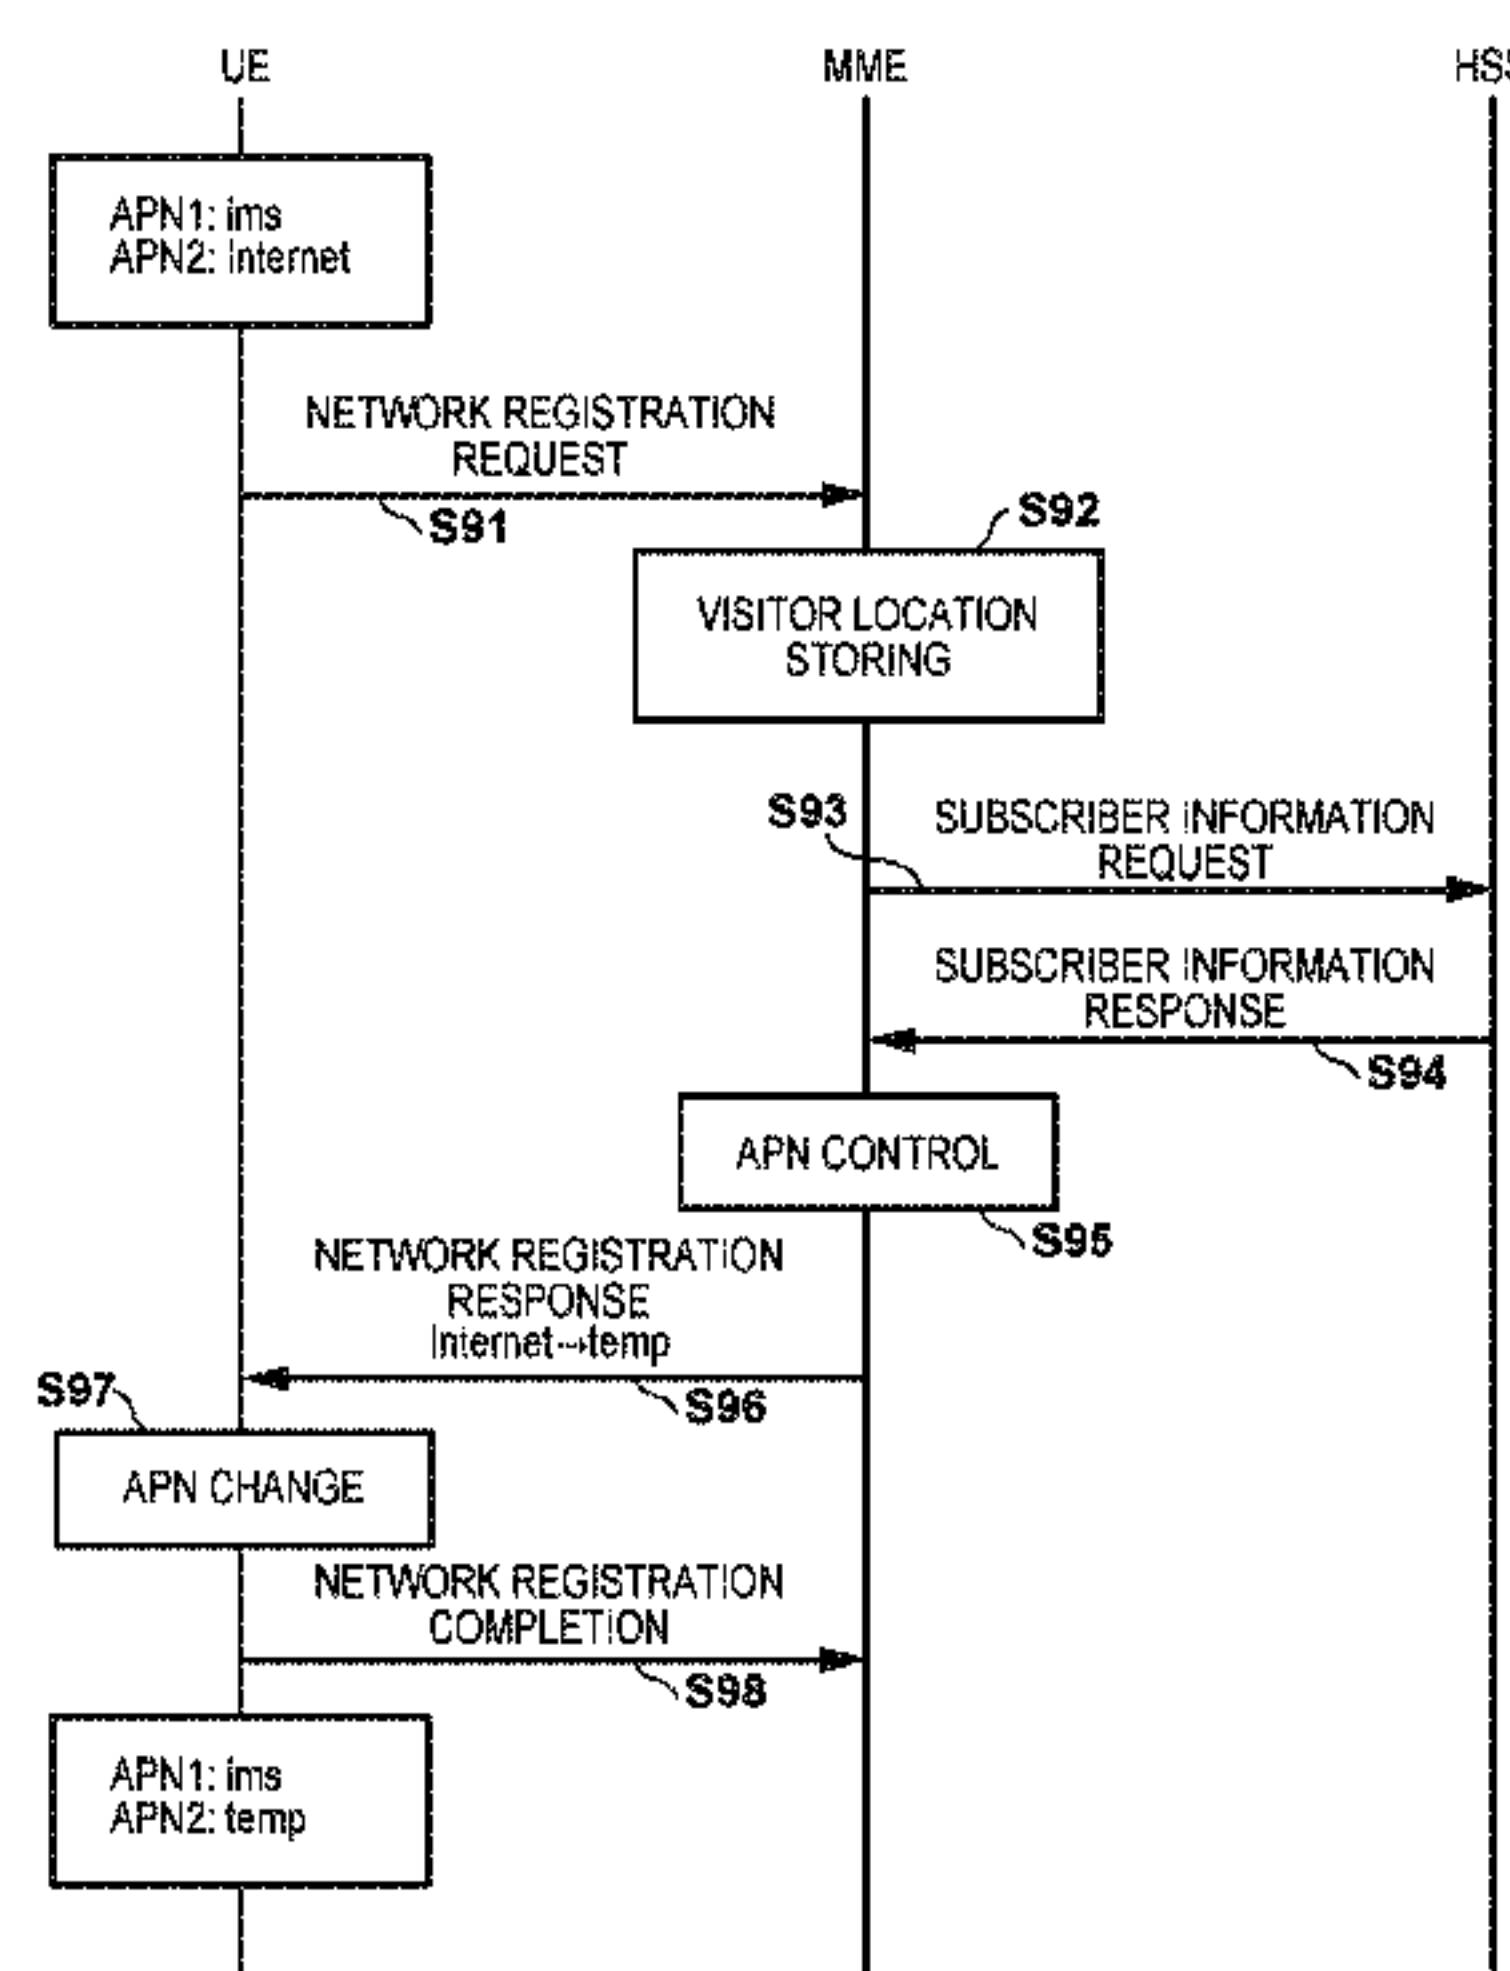 UE
MME
HSS
APN1: ims
APN2: Internet
NETWORK REGISTRATION
REQUEST
S91
S92
VISITOR LOCATION
STORING
S93
SUBSCRIBER INFORMATION
REQUEST
SUBSCRIBER INFORMATION
RESPONSE
S94
APN CONTROL
S95
NETWORK REGISTRATION
RESPONSE
Internet→temp
S96
S97
APN CHANGE
NETWORK REGISTRATION
COMPLETION
S98
APN1: ims
APN2: temp